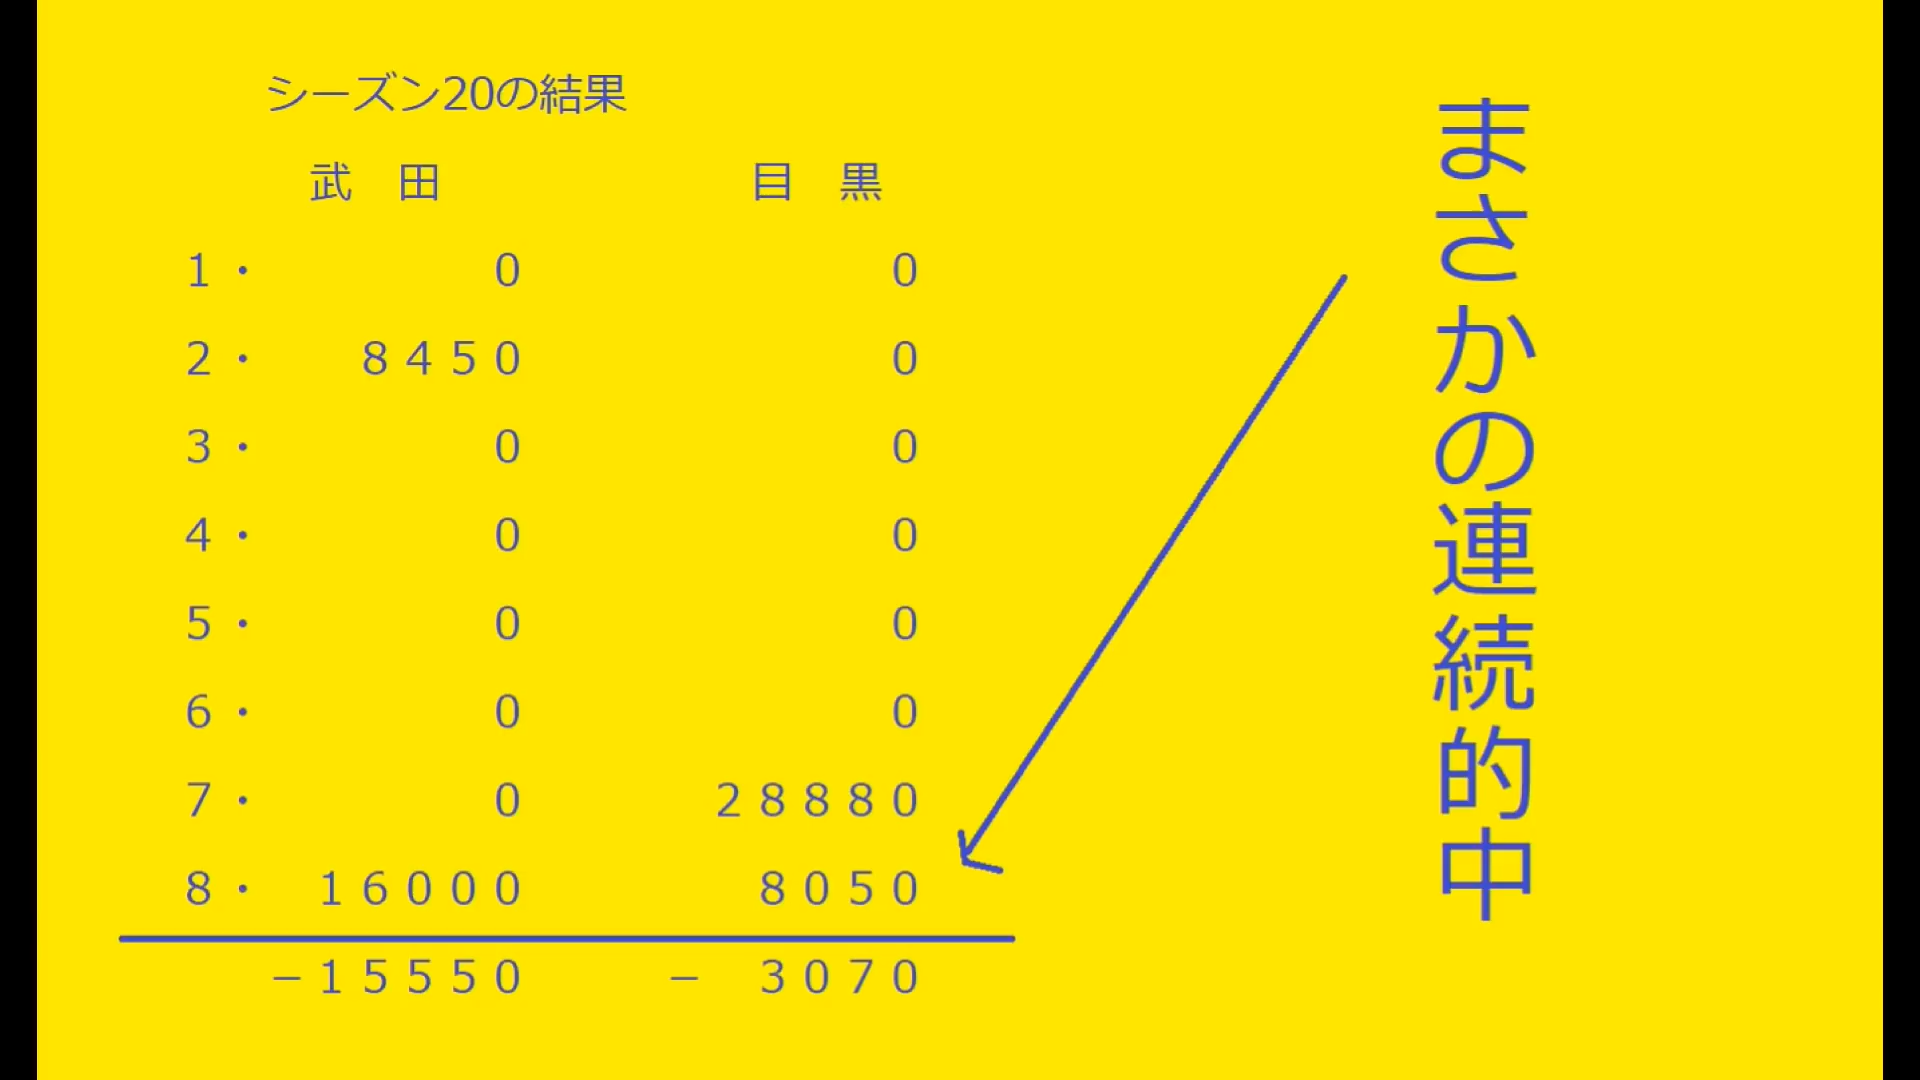 シーズン20の結果
武　田　目　黒
1・　0　0
2・　8450　0
3・　0　0
4・　0　0
5・　0　0
6・　0　0
7・　0　28880
8・　16000　8050
－15550　－　3070
まさかの連続的中